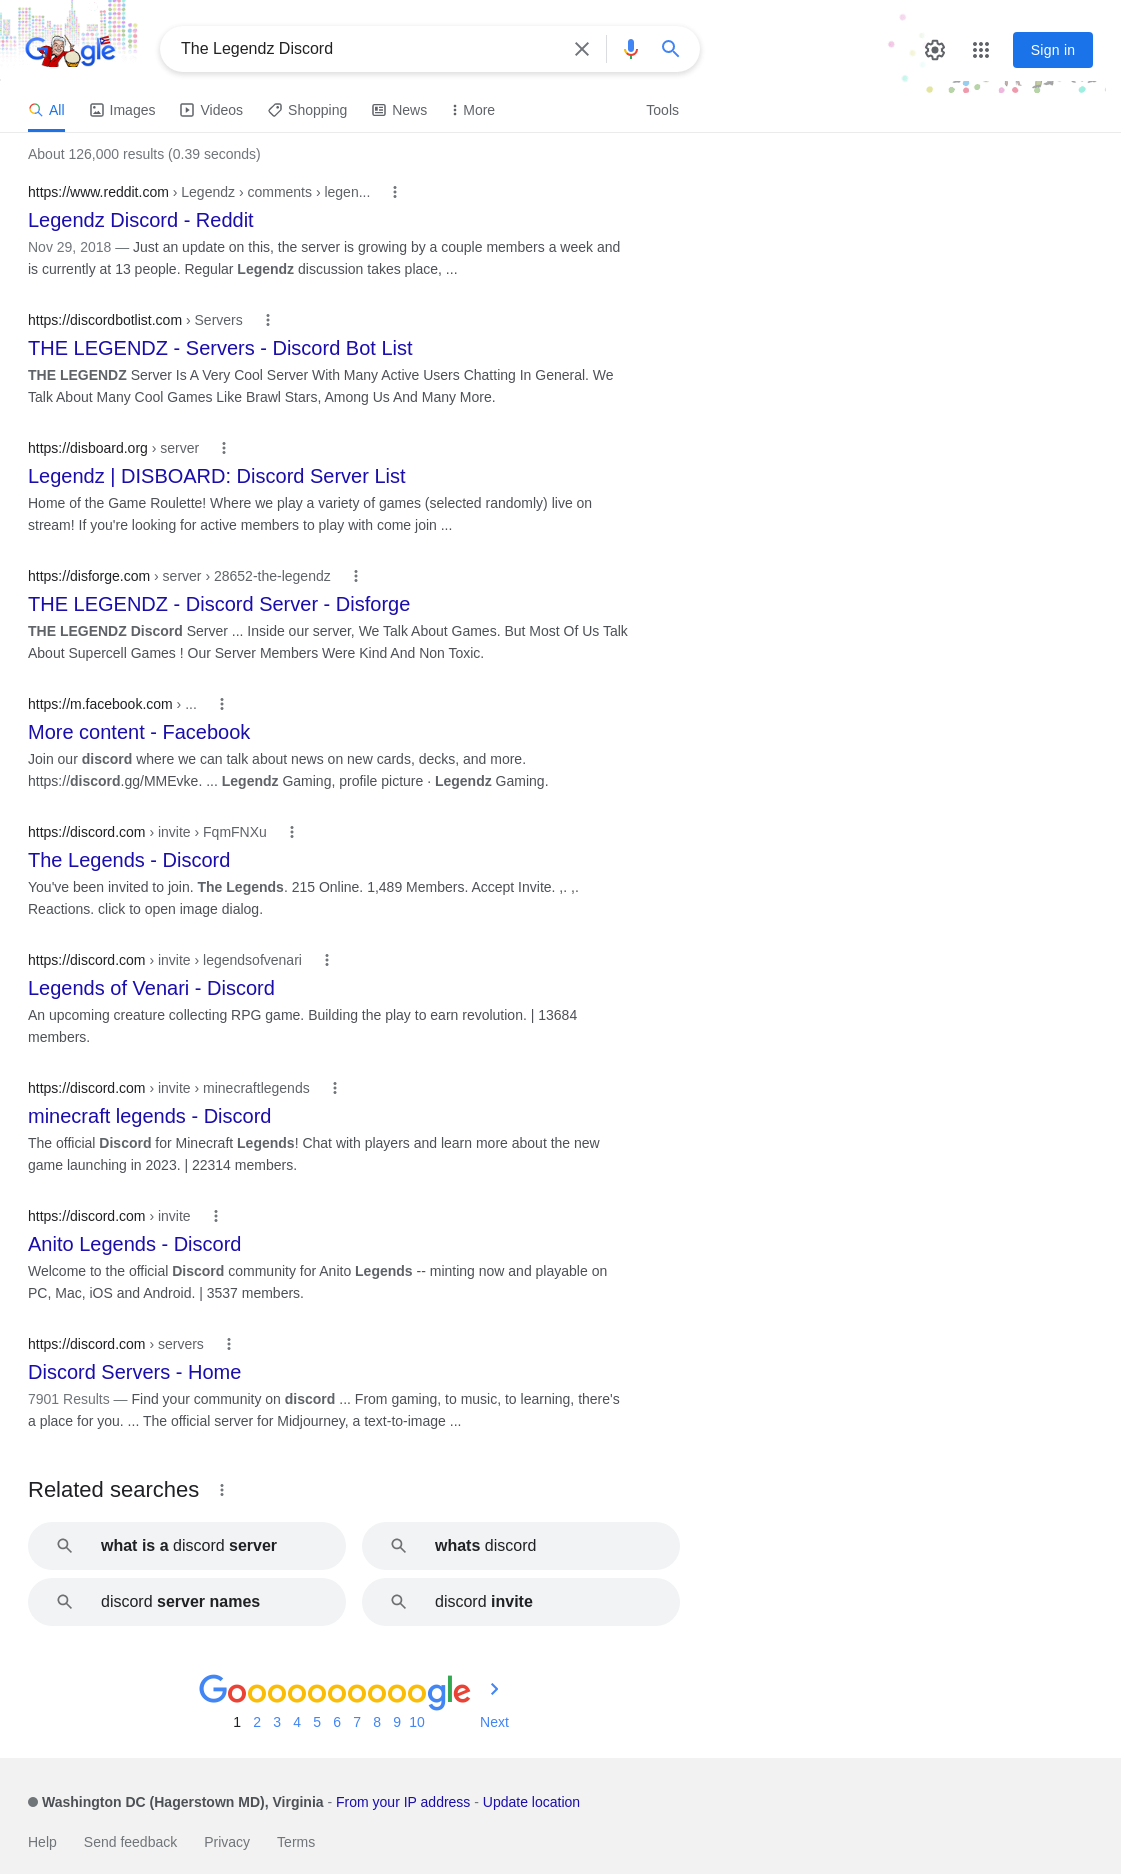 Google
The Legendz Discord
Sign in
All Images Videos Shopping News More Tools
About 126,000 results (0.39 seconds)
https://www.reddit.com › Legendz › comments › legen...
Legendz Discord - Reddit
Nov 29, 2018 — Just an update on this, the server is growing by a couple members a week and
is currently at 13 people. Regular Legendz discussion takes place, ...
https://discordbotlist.com › Servers
THE LEGENDZ - Servers - Discord Bot List
THE LEGENDZ Server Is A Very Cool Server With Many Active Users Chatting In General. We
Talk About Many Cool Games Like Brawl Stars, Among Us And Many More.
https://disboard.org › server
Legendz | DISBOARD: Discord Server List
Home of the Game Roulette! Where we play a variety of games (selected randomly) live on
stream! If you're looking for active members to play with come join ...
https://disforge.com › server › 28652-the-legendz
THE LEGENDZ - Discord Server - Disforge
THE LEGENDZ Discord Server ... Inside our server, We Talk About Games. But Most Of Us Talk
About Supercell Games ! Our Server Members Were Kind And Non Toxic.
https://m.facebook.com › ...
More content - Facebook
Join our discord where we can talk about news on new cards, decks, and more.
https://discord.gg/MMEvke. ... Legendz Gaming, profile picture · Legendz Gaming.
https://discord.com › invite › FqmFNXu
The Legends - Discord
You've been invited to join. The Legends. 215 Online. 1,489 Members. Accept Invite. ,. ,.
Reactions. click to open image dialog.
https://discord.com › invite › legendsofvenari
Legends of Venari - Discord
An upcoming creature collecting RPG game. Building the play to earn revolution. | 13684
members.
https://discord.com › invite › minecraftlegends
minecraft legends - Discord
The official Discord for Minecraft Legends! Chat with players and learn more about the new
game launching in 2023. | 22314 members.
https://discord.com › invite
Anito Legends - Discord
Welcome to the official Discord community for Anito Legends -- minting now and playable on
PC, Mac, iOS and Android. | 3537 members.
https://discord.com › servers
Discord Servers - Home
7901 Results — Find your community on discord ... From gaming, to music, to learning, there's
a place for you. ... The official server for Midjourney, a text-to-image ...
Related searches
what is a discord server
whats discord
discord server names
discord invite
Goooooooooogle
1 2 3 4 5 6 7 8 9 10 Next
Washington DC (Hagerstown MD), Virginia - From your IP address - Update location
Help Send feedback Privacy Terms